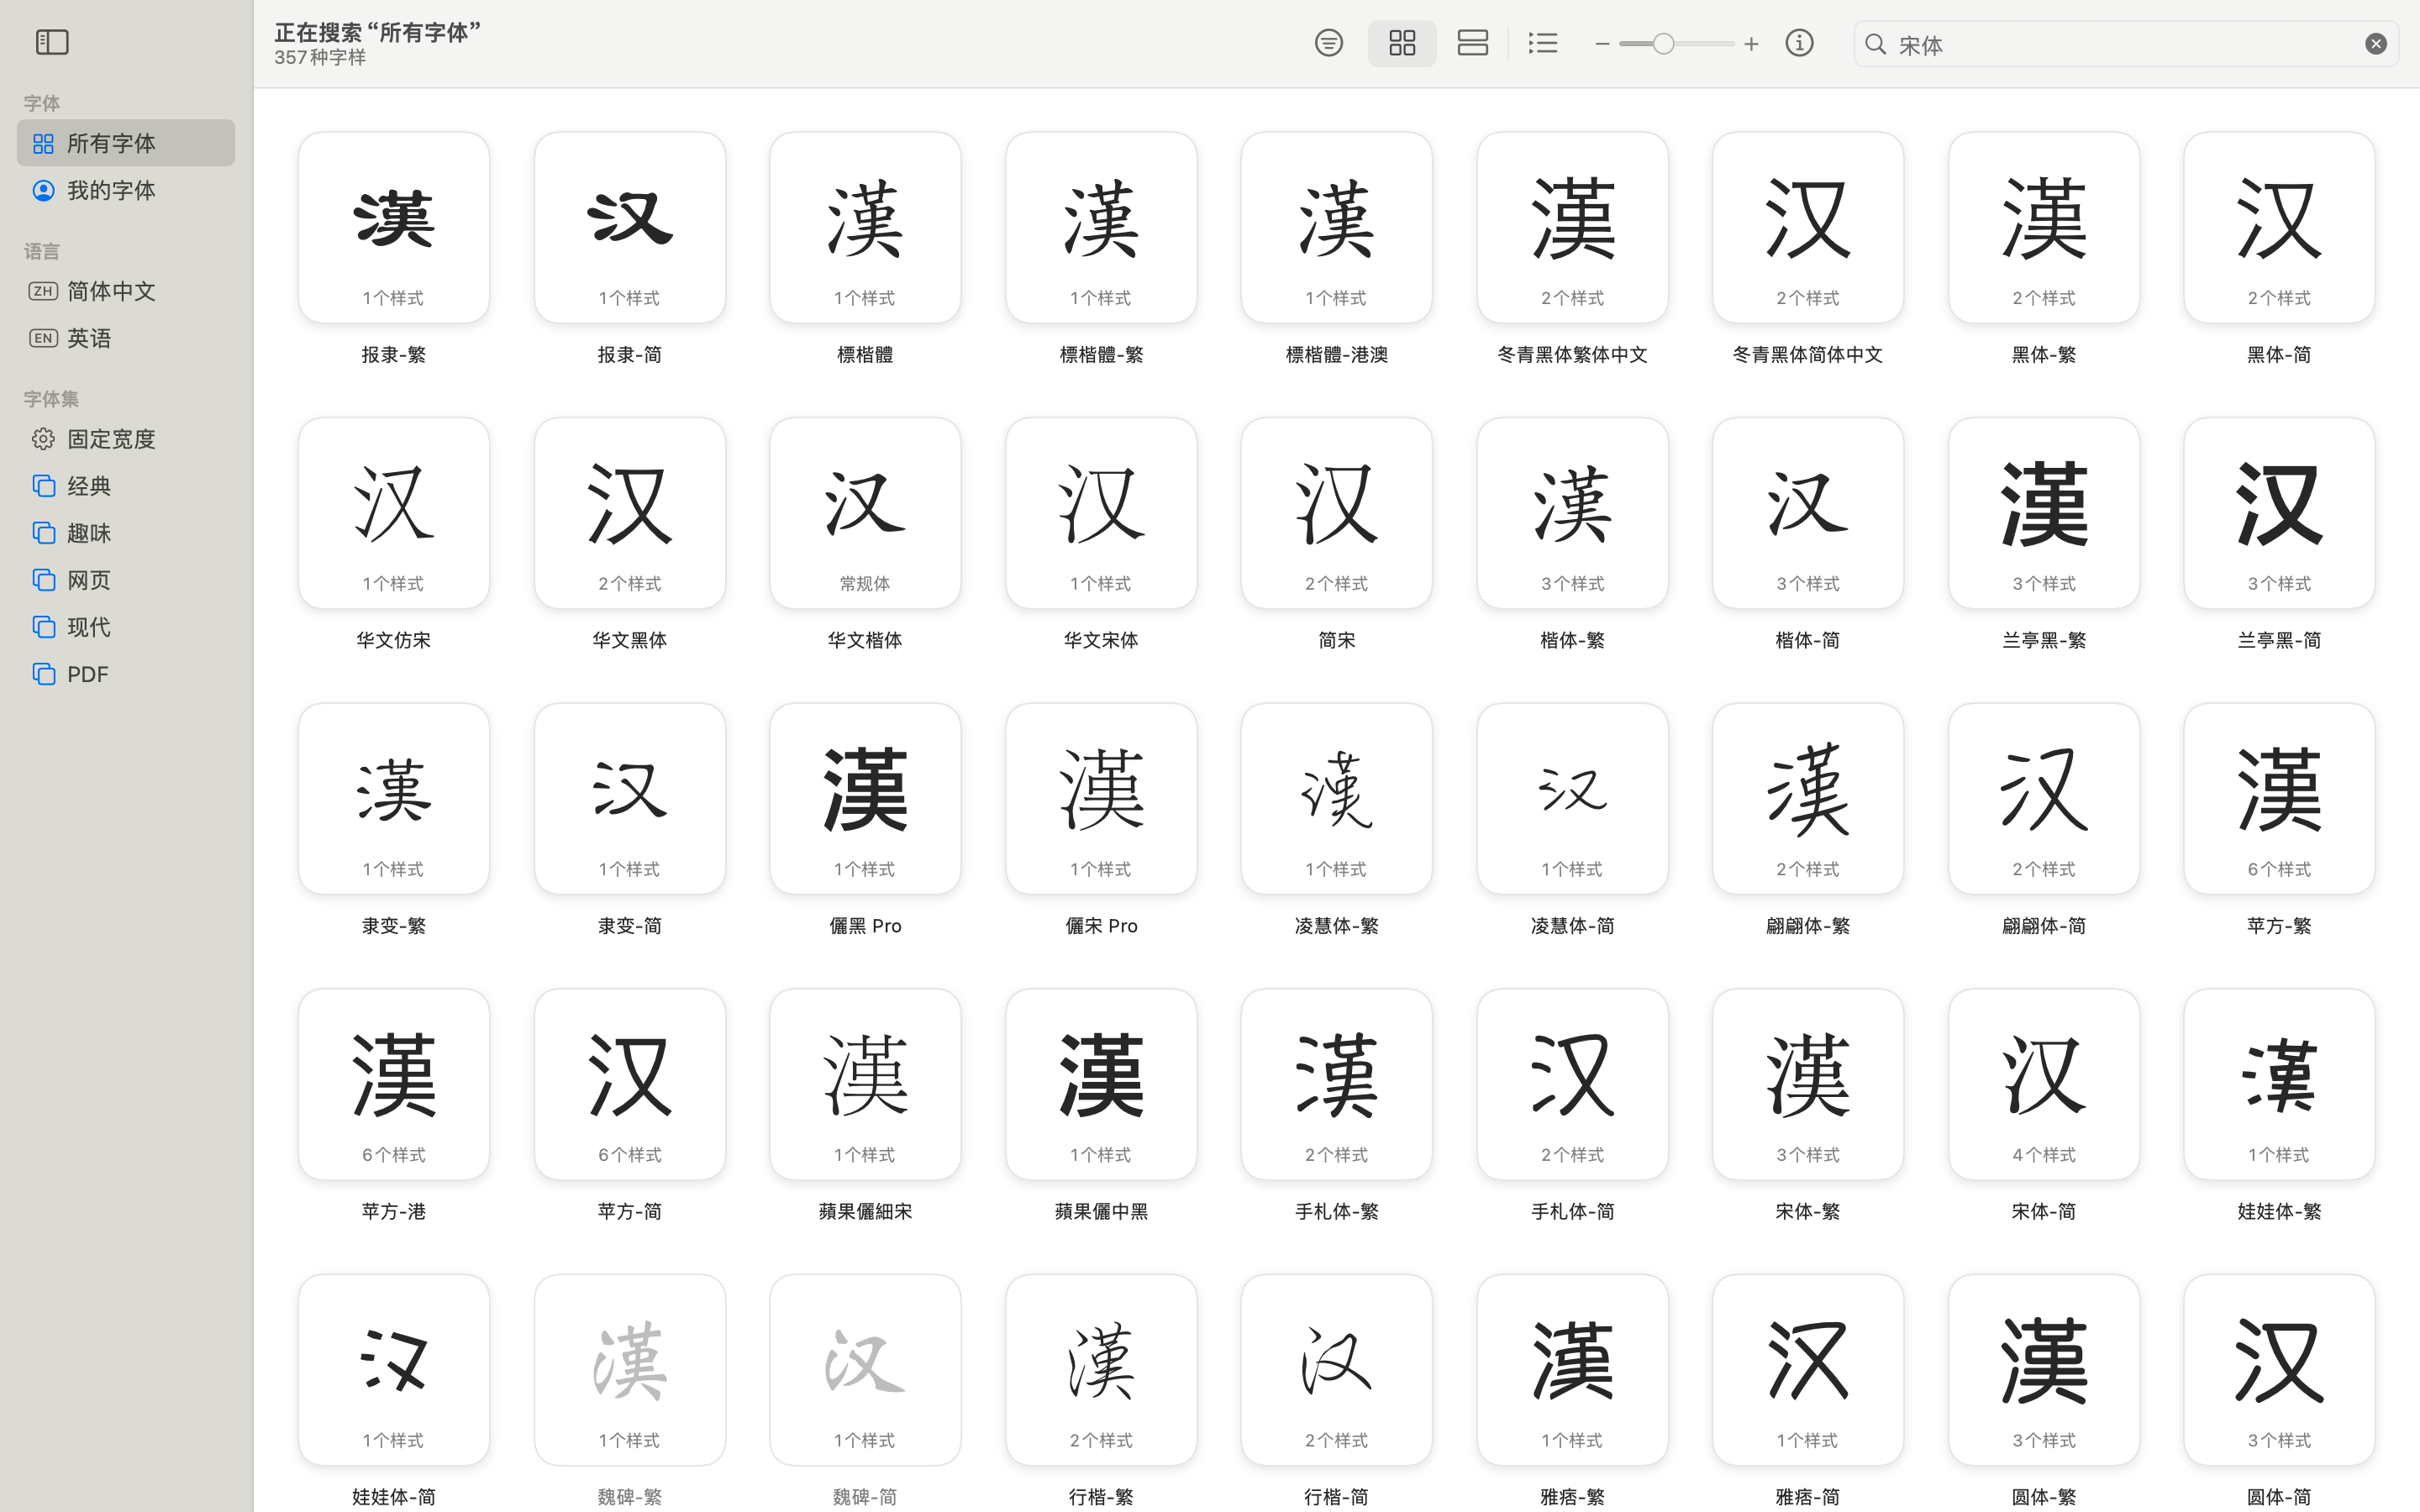 正在搜索“所有字体”
357种字样
宋体
字体
所有字体
我的字体
语言
ZH 简体中文
EN 英语
字体集
固定宽度
经典
趣味
网页
现代
PDF
漢 汉 漢 漢 漢 漢 汉 漢 汉
1个样式 1个样式 1个样式 1个样式 1个样式 2个样式 2个样式 2个样式 2个样式
报隶-繁 报隶-简 標楷體 標楷體-繁 標楷體-港澳 冬青黑体繁体中文 冬青黑体简体中文 黑体-繁 黑体-简
汉 汉 汉 汉 汉 漢 汉 漢 汉
1个样式 2个样式 常规体 1个样式 2个样式 3个样式 3个样式 3个样式 3个样式
华文仿宋 华文黑体 华文楷体 华文宋体 简宋 楷体-繁 楷体-简 兰亭黑-繁 兰亭黑-简
漢 汉 漢 漢 漢 汉 漢 汉 漢
1个样式 1个样式 1个样式 1个样式 1个样式 1个样式 2个样式 2个样式 6个样式
隶变-繁 隶变-简 儷黑 Pro 儷宋 Pro 凌慧体-繁 凌慧体-简 翩翩体-繁 翩翩体-简 苹方-繁
漢 汉 漢 漢 漢 汉 漢 汉 漢
6个样式 6个样式 1个样式 1个样式 2个样式 2个样式 3个样式 4个样式 1个样式
苹方-港 苹方-简 蘋果儷細宋 蘋果儷中黑 手札体-繁 手札体-简 宋体-繁 宋体-简 娃娃体-繁
汉 漢 汉 漢 汉 漢 汉 漢 汉
1个样式 1个样式 1个样式 2个样式 2个样式 1个样式 1个样式 3个样式 3个样式
娃娃体-简 魏碑-繁 魏碑-简 行楷-繁 行楷-简 雅痞-繁 雅痞-简 圆体-繁 圆体-简